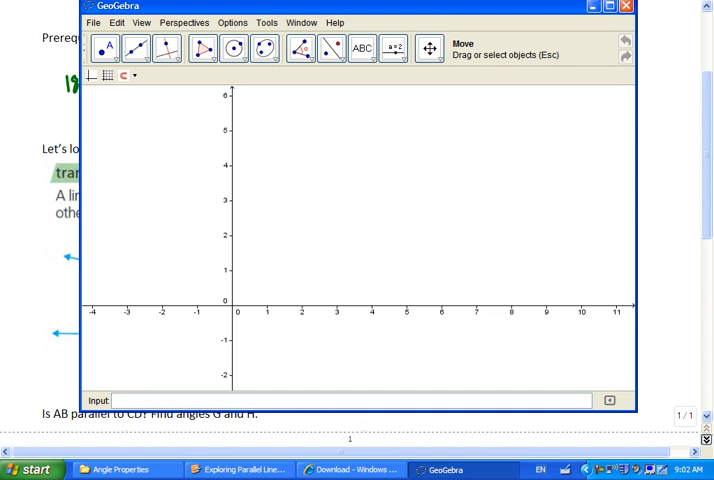 GeoGebra
File Edit View Perspectives Options Tools Window Help
Prerequ
A
α
ABC
a = 2
Move
Drag or select objects (Esc)
18
6
5
4
3
2
1
0
-1
-2
-4 -3 -2 -1 0 1 2 3 4 5 6 7 8 9 10 11
Let's lo
tran
A lin
othe
Input:
Is AB parallel to CD? Find angles G and H.
1 / 1
1
start Angle Properties Exploring Parallel Line... Download - Windows ... GeoGebra EN 9:02 AM